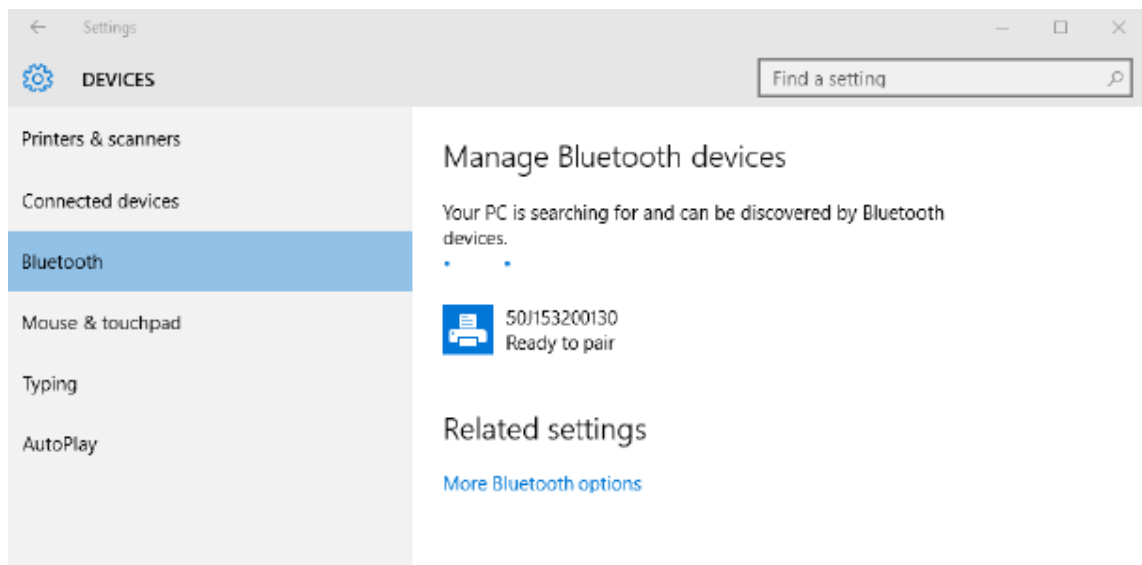 Settings
DEVICES
Find a setting
Printers & scanners
Connected devices
Bluetooth
Mouse & touchpad
Typing
AutoPlay
Manage Bluetooth devices
Your PC is searching for and can be discovered by Bluetooth
devices.
50J153200130
Ready to pair
Related settings
More Bluetooth options